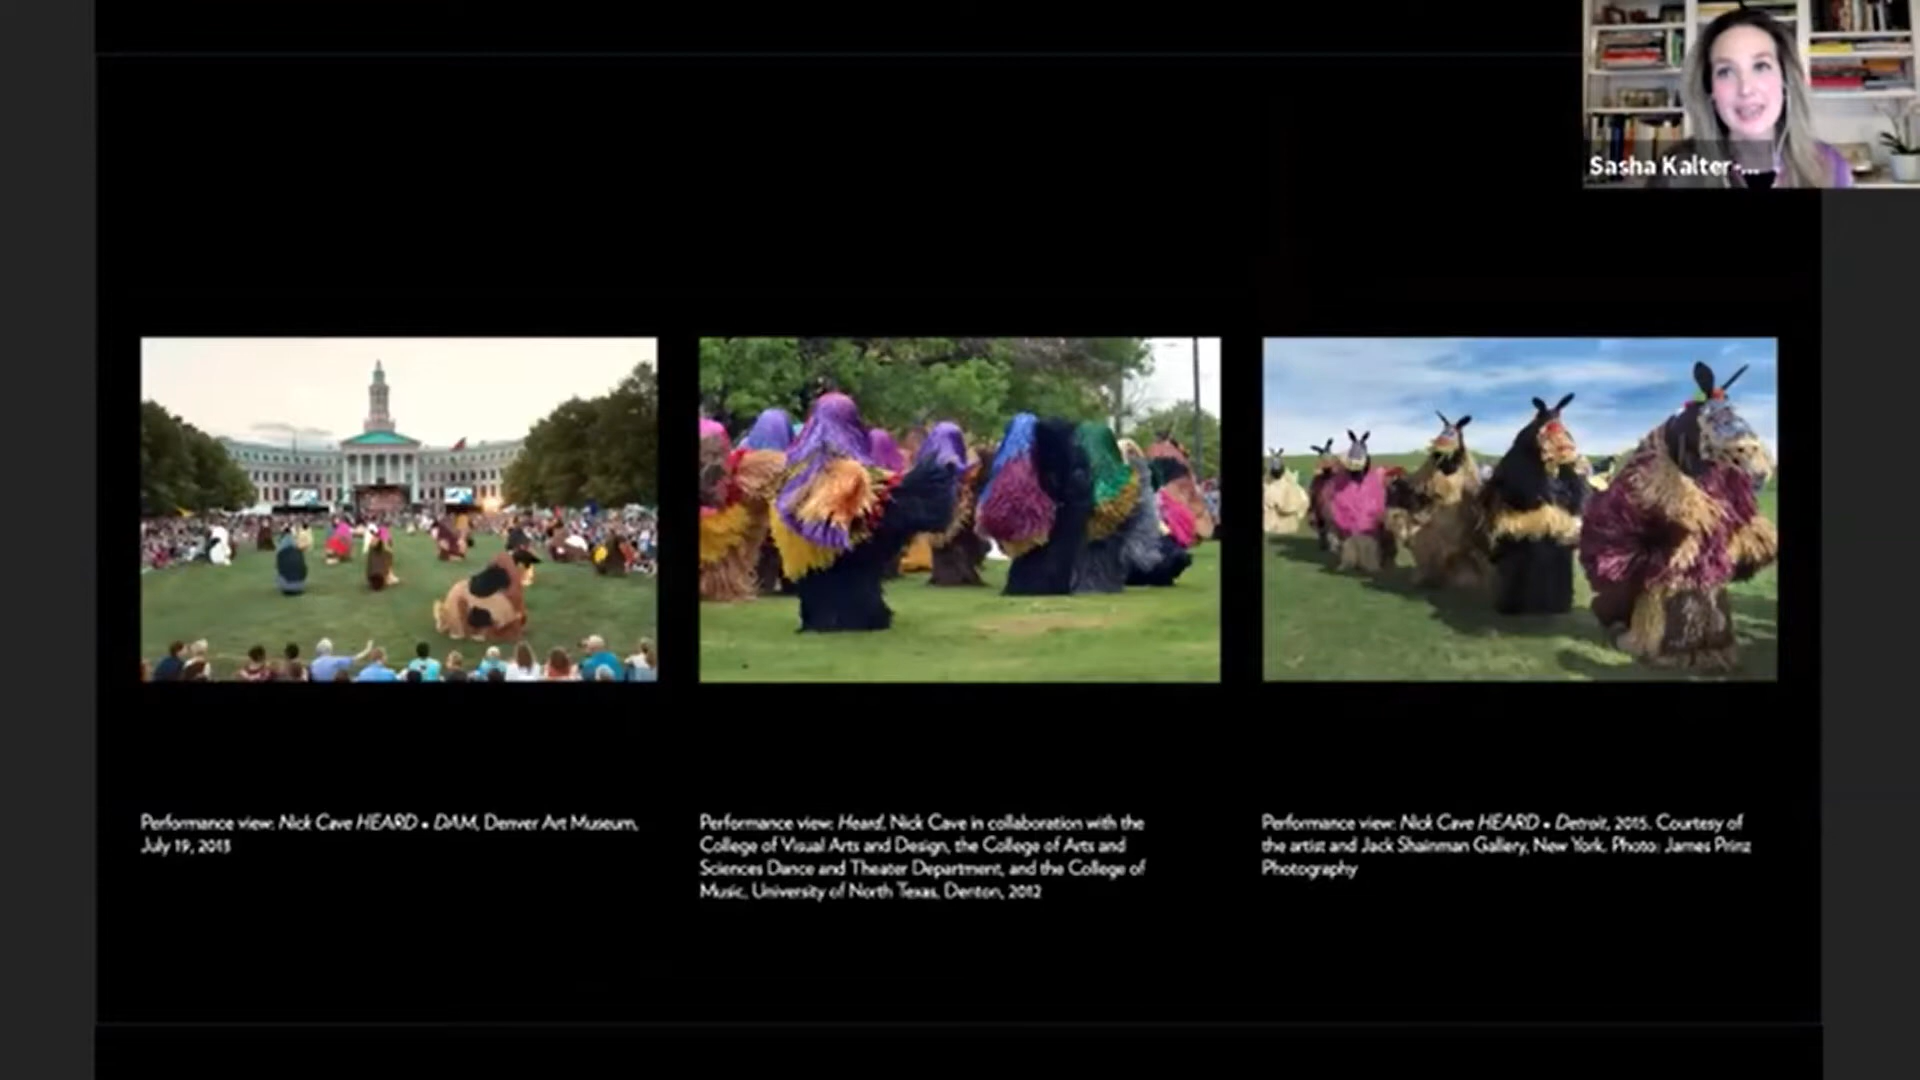 Sasha Kalter-...
Performance view: Nick Cave HEARD • DAM, Denver Art Museum,
July 19, 2013
Performance view: Heard, Nick Cave in collaboration with the
College of Visual Arts and Design, the College of Arts and
Sciences Dance and Theater Department, and the College of
Music, University of North Texas, Denton, 2012
Performance view: Nick Cave HEARD • Detroit, 2015. Courtesy of
the artist and Jack Shainman Gallery, New York. Photo: James Prinz
Photography